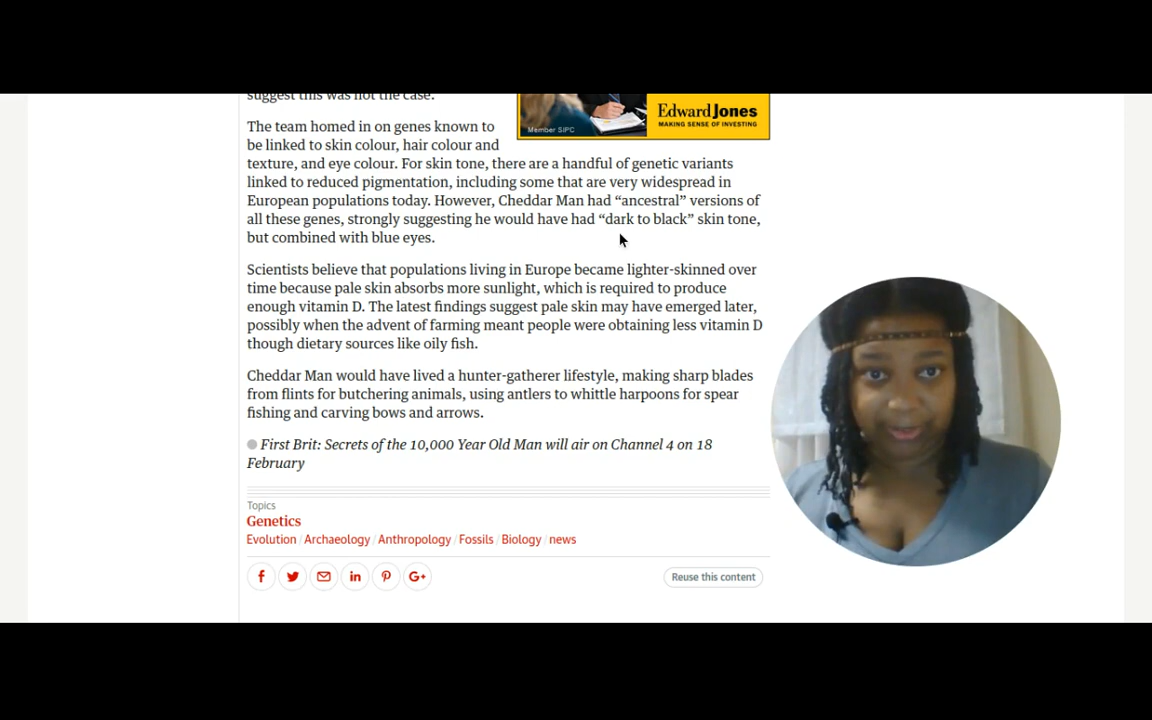 suggest this was not the case.
Edward Jones
MAKING SENSE OF INVESTING
Member SIPC
The team homed in on genes known to
be linked to skin colour, hair colour and
texture, and eye colour. For skin tone, there are a handful of genetic variants
linked to reduced pigmentation, including some that are very widespread in
European populations today. However, Cheddar Man had “ancestral” versions of
all these genes, strongly suggesting he would have had “dark to black” skin tone,
but combined with blue eyes.
Scientists believe that populations living in Europe became lighter-skinned over
time because pale skin absorbs more sunlight, which is required to produce
enough vitamin D. The latest findings suggest pale skin may have emerged later,
possibly when the advent of farming meant people were obtaining less vitamin D
though dietary sources like oily fish.
Cheddar Man would have lived a hunter-gatherer lifestyle, making sharp blades
from flints for butchering animals, using antlers to whittle harpoons for spear
fishing and carving bows and arrows.
First Brit: Secrets of the 10,000 Year Old Man will air on Channel 4 on 18
February
Topics
Genetics
Evolution / Archaeology / Anthropology / Fossils / Biology / news
f in G+
Reuse this content